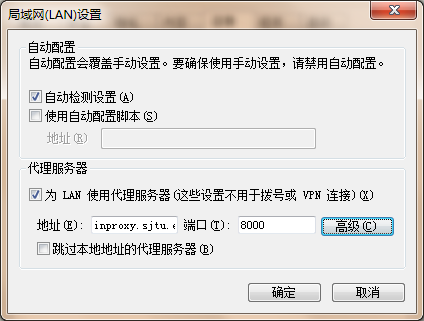 局域网(LAN)设置
自动配置
自动配置会覆盖手动设置。要确保使用手动设置，请禁用自动配置。
自动检测设置(A)
使用自动配置脚本(S)
地址(R)
代理服务器
为 LAN 使用代理服务器(这些设置不用于拨号或 VPN 连接)(X)
地址(E): inproxy.sjtu.e 端口(T): 8000 高级(C)
跳过本地地址的代理服务器(B)
确定 取消